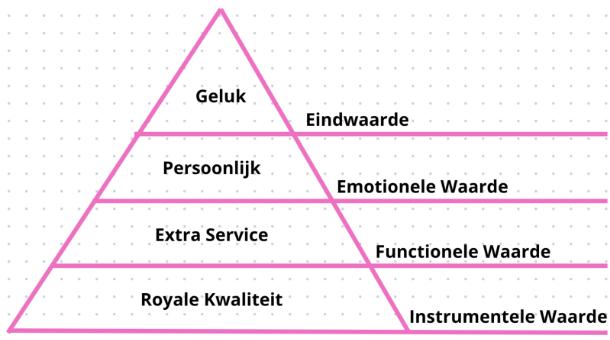 Geluk
Eindwaarde
Persoonlijk
Emotionele Waarde
Extra Service
Functionele Waarde
Royale Kwaliteit
Instrumentele Waarde